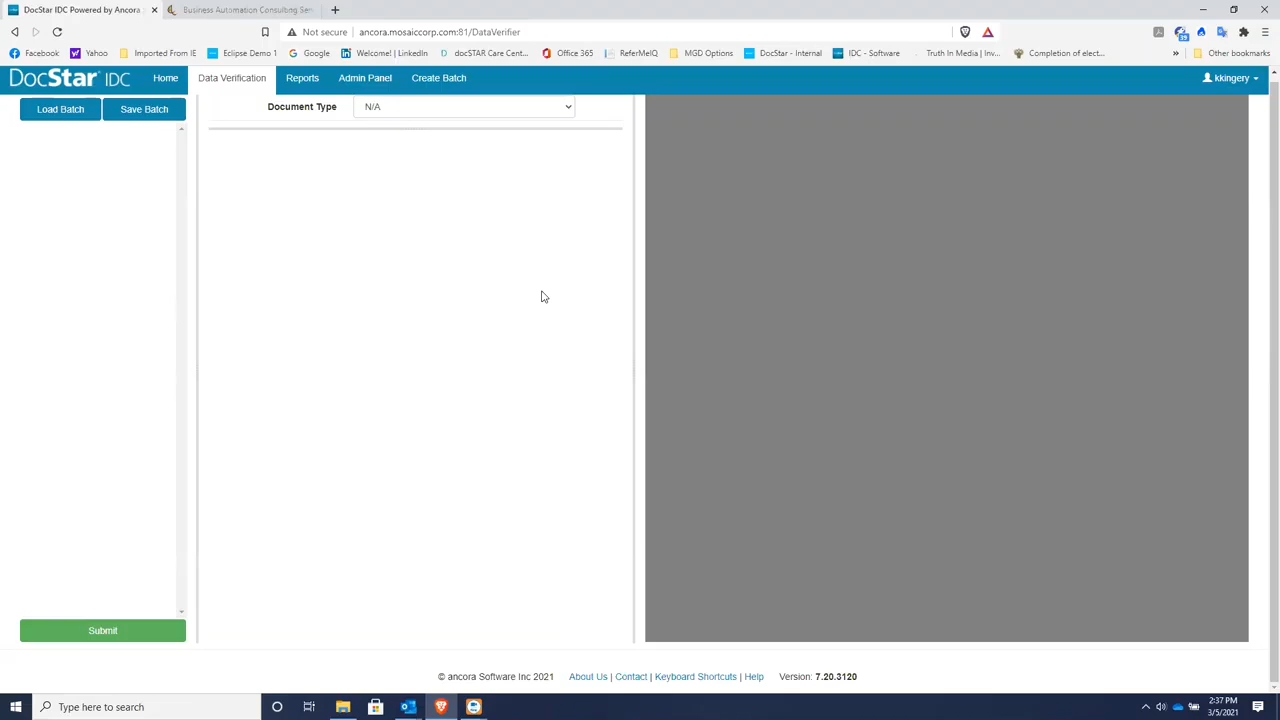 DocStar IDC Powered by Ancora
Business Automation Consulting Ser
Not secure
ancora.mosaiccorp.com:81/DataVerifier
Facebook
Yahoo
Imported From IE
Eclipse Demo 1
Google
Welcome! | LinkedIn
docSTAR Care Cent...
Office 365
ReferMeIQ
MGD Options
DocStar - Internal
IDC - Software
Truth In Media | Inv...
Completion of elect...
»
Other bookmarks
DocStar IDC
Home
Data Verification
Reports
Admin Panel
Create Batch
kkingery
Load Batch
Save Batch
Document Type
N/A
Submit
© ancora Software Inc 2021
About Us | Contact | Keyboard Shortcuts | Help
Version: 7.20.3120
Type here to search
2:37 PM
3/5/2021